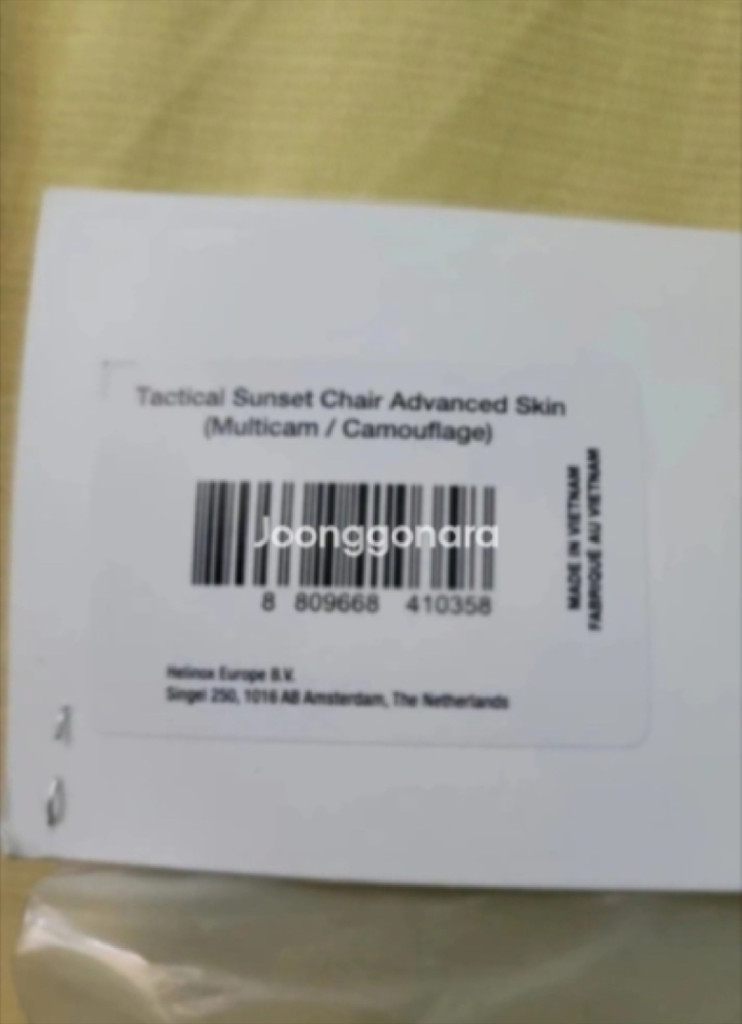 Tactical Sunset Chair Advanced Skin
(Multicam / Camouflage)
Joonggonara
8 809668 410358
MADE IN VIETNAM
FABRIQUÉ AU VIETNAM
Helinox Europe B.V.
Singel 250, 1016 AB Amsterdam, The Netherlands